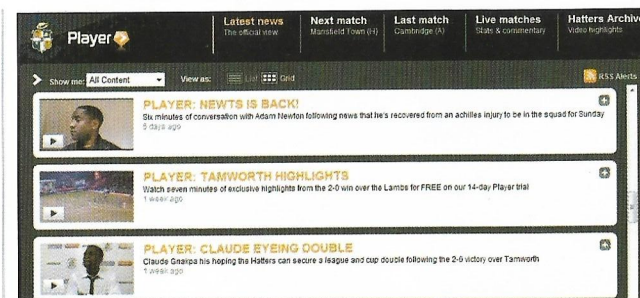 Player
Latest news
The official view
Next match
Mansfield Town (H)
Last match
Cambridge (A)
Live matches
Stats & commentary
Hatters Archive
Video highlights
Show me: All Content
View as: List Grid
RSS Alerts
PLAYER: NEWTS IS BACK!
Six minutes of conversation with Adam Newton following news that he's recovered from an achilles injury to be in the squad for Sunday
5 days ago
PLAYER: TAMWORTH HIGHLIGHTS
Watch seven minutes of exclusive highlights from the 2-0 win over the Lambs for FREE on our 14-day Player trial
1 week ago
PLAYER: CLAUDE EYEING DOUBLE
Claude Gnakpa his hoping the Hatters can secure a league and cup double following the 2-0 victory over Tamworth
1 week ago